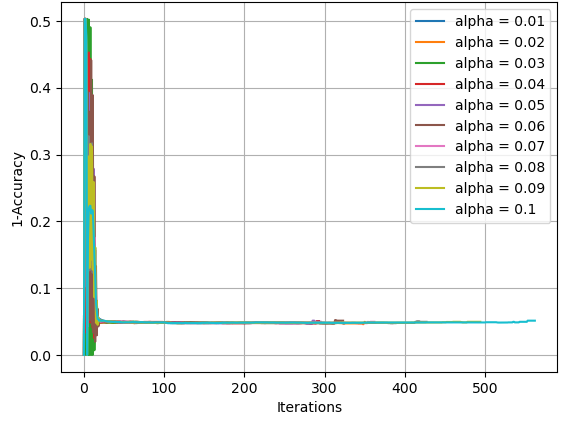 0.5
0.4
0.3
0.2
0.1
0.0
1-Accuracy
alpha = 0.01
alpha = 0.02
alpha = 0.03
alpha = 0.04
alpha = 0.05
alpha = 0.06
alpha = 0.07
alpha = 0.08
alpha = 0.09
alpha = 0.1
0 100 200 300 400 500
Iterations